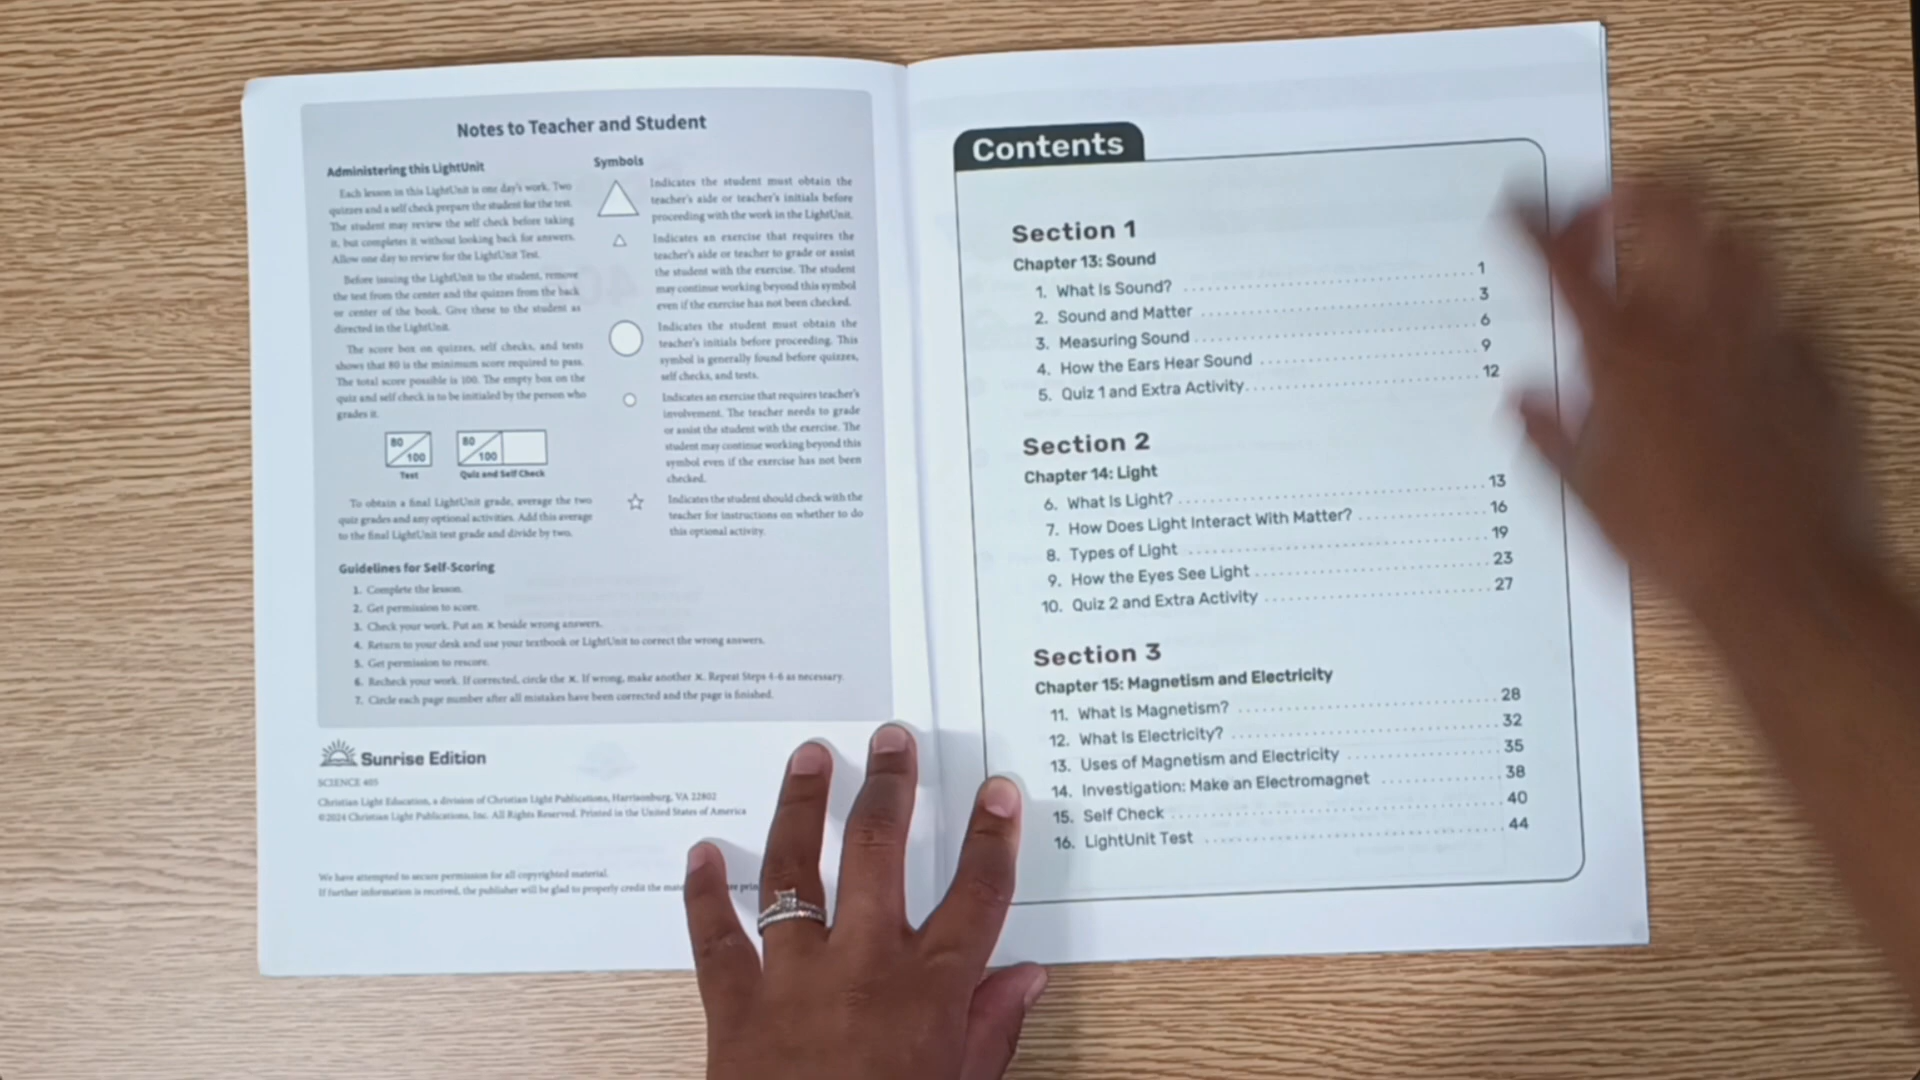 Notes to Teacher and Student
Administering this LightUnit
Each lesson in this LightUnit is one day's work. Two
quizzes and a self check prepare the student for the test.
The student may review the self check before taking
it, but completes it without looking back for answers.
Allow one day to review for the LightUnit Test.
Before issuing the LightUnit to the student, remove
the test from the center and the quizzes from the back
or center of the book. Give these to the student as
directed in the LightUnit.
The score box on quizzes, self checks, and tests
shows that 80 is the minimum score required to pass.
The total score possible is 100. The empty box on the
quiz and self check is to be initialed by the person who
grades it.
80
100
80
100
Test
Quiz and Self Check
To obtain a final LightUnit grade, average the two
quiz grades and any optional activities. Add this average
to the final LightUnit test grade and divide by two.
Symbols
Indicates the student must obtain the
teacher's aide or teacher's initials before
proceeding with the work in the LightUnit.
Indicates an exercise that requires the
teacher's aide or teacher to grade or assist
the student with the exercise. The student
may continue working beyond this symbol
even if the exercise has not been checked.
Indicates the student must obtain the
teacher's initials before proceeding. This
symbol is generally found before quizzes,
self checks, and tests.
Indicates an exercise that requires teacher's
involvement. The teacher needs to grade
or assist the student with the exercise. The
student may continue working beyond this
symbol even if the exercise has not been
checked.
Indicates the student should check with the
teacher for instructions on whether to do
this optional activity.
Guidelines for Self-Scoring
1. Complete the lesson.
2. Get permission to score.
3. Check your work. Put an X beside wrong answers.
4. Return to your desk and use your textbook or LightUnit to correct the wrong answers.
5. Get permission to rescore.
6. Recheck your work. If corrected, circle the X. If wrong, make another X. Repeat Steps 4-6 as necessary.
7. Circle each page number after all mistakes have been corrected and the page is finished.
Sunrise Edition
SCIENCE 405
Christian Light Education, a division of Christian Light Publications, Harrisonburg, VA 22802
©2024 Christian Light Publications, Inc. All Rights Reserved. Printed in the United States of America
We have attempted to secure permission for all copyrighted material.
If further information is received, the publisher will be glad to properly credit the
Contents
Section 1
Chapter 13: Sound
1. What Is Sound? 1
2. Sound and Matter 3
3. Measuring Sound 6
4. How the Ears Hear Sound 9
5. Quiz 1 and Extra Activity 12
Section 2
Chapter 14: Light
6. What Is Light? 13
7. How Does Light Interact With Matter? 16
8. Types of Light 19
9. How the Eyes See Light 23
10. Quiz 2 and Extra Activity 27
Section 3
Chapter 15: Magnetism and Electricity
11. What Is Magnetism? 28
12. What Is Electricity? 32
13. Uses of Magnetism and Electricity 35
14. Investigation: Make an Electromagnet 38
15. Self Check 40
16. LightUnit Test 44